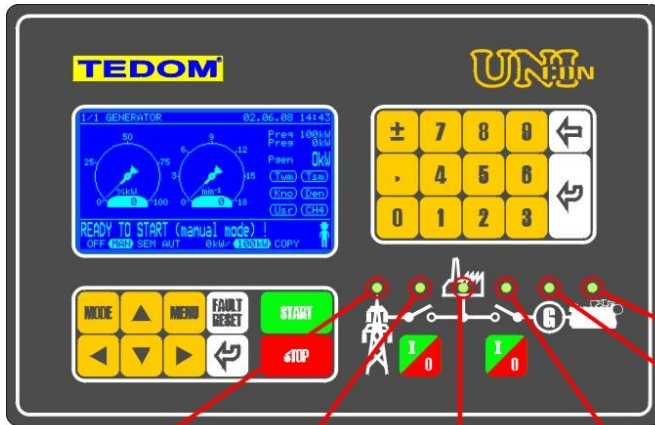 TEDOM
UNI CON
1/1 GENERATOR 02.06.08 14:43
50 9
25 75 6 12
3 15
%kW min⁻¹
0 0 100 0 0 18
Preq 100kW
Preg 0kW
Pgen 0kW
Twm Tsm
Kno Den
Usr CH4
READY TO START (manual mode) !
OFF MAN SEM AUT 0kW/ 100kW COPY
± 7 8 9
, 4 5 6
0 1 2 3
MODE MENU FAULT RESET START
STOP
G
I 0 I 0